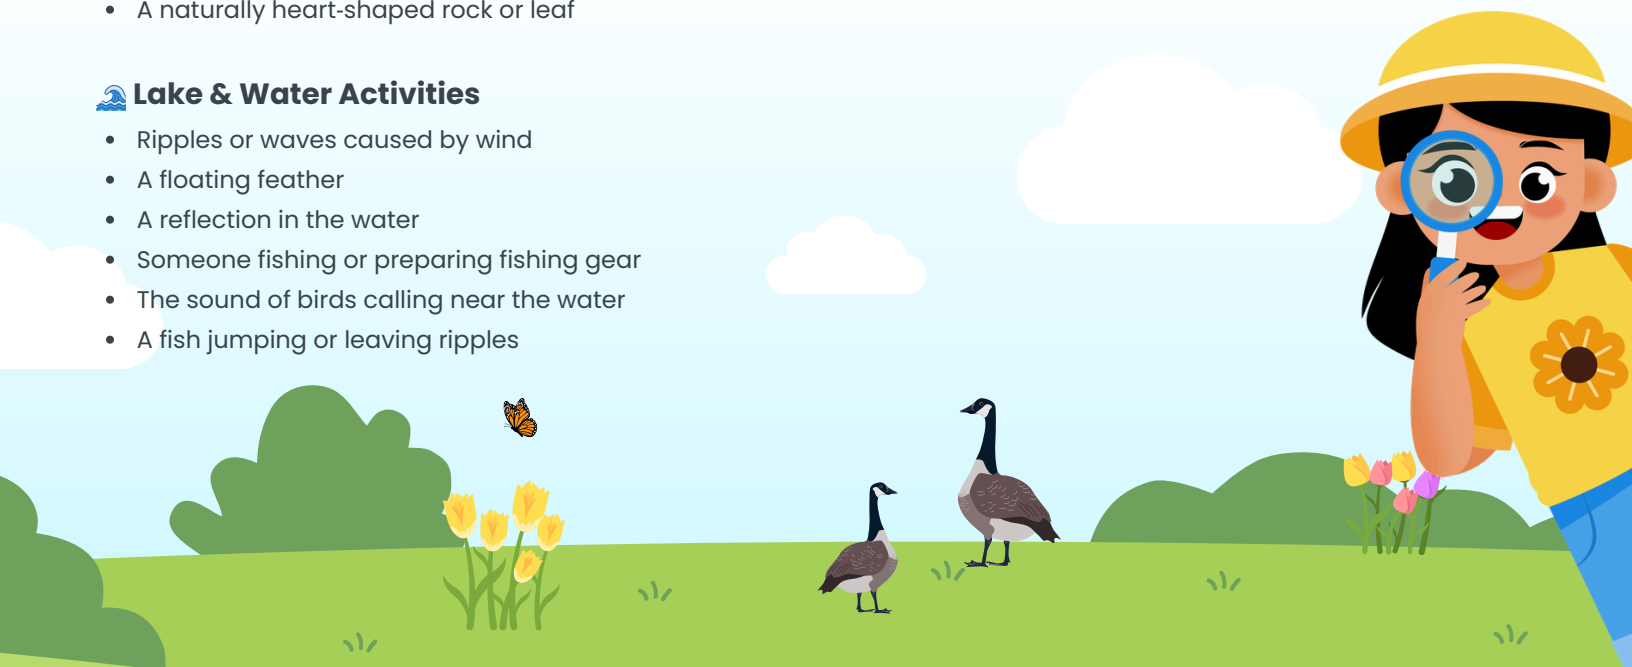 • A naturally heart-shaped rock or leaf
🌊 Lake & Water Activities
• Ripples or waves caused by wind
• A floating feather
• A reflection in the water
• Someone fishing or preparing fishing gear
• The sound of birds calling near the water
• A fish jumping or leaving ripples